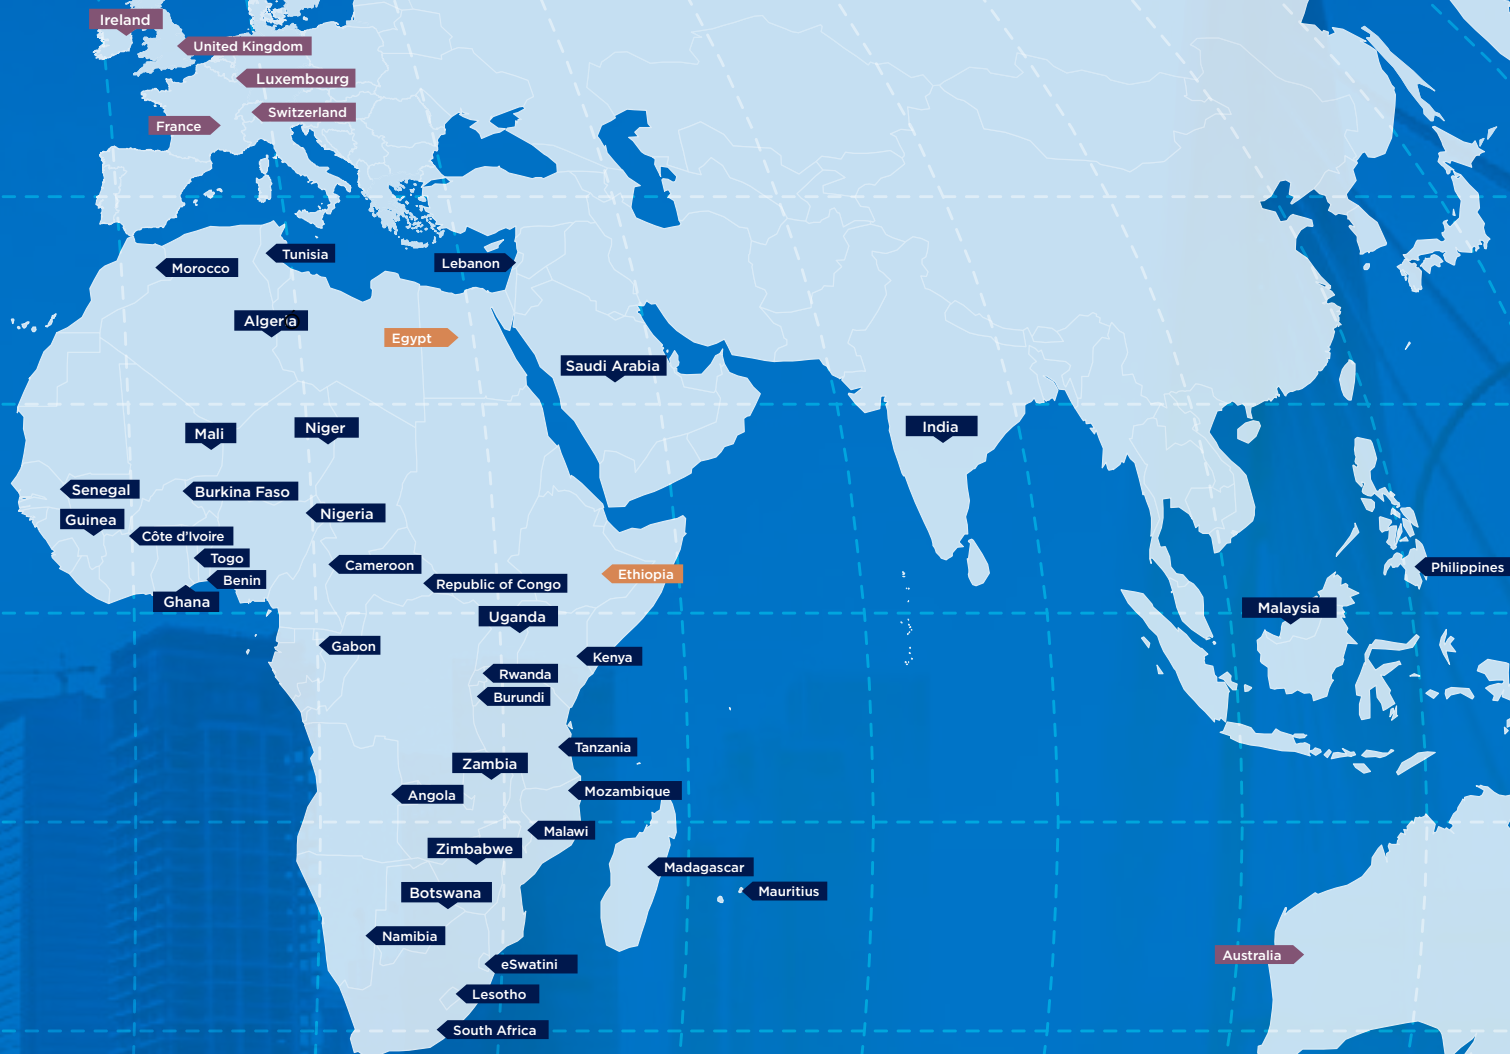 Ireland
United Kingdom
Luxembourg
Switzerland
France
Tunisia
Lebanon
Morocco
Algeria
Egypt
Saudi Arabia
India
Niger
Mali
Senegal
Burkina Faso
Nigeria
Guinea
Côte d’Ivoire
Togo
Cameroon
Philippines
Ethiopia
Benin
Republic of Congo
Ghana
Malaysia
Uganda
Gabon
Kenya
Rwanda
Burundi
Tanzania
Zambia
Mozambique
Angola
Malawi
Zimbabwe
Madagascar
Mauritius
Botswana
Namibia
Australia
eSwatini
Lesotho
South Africa